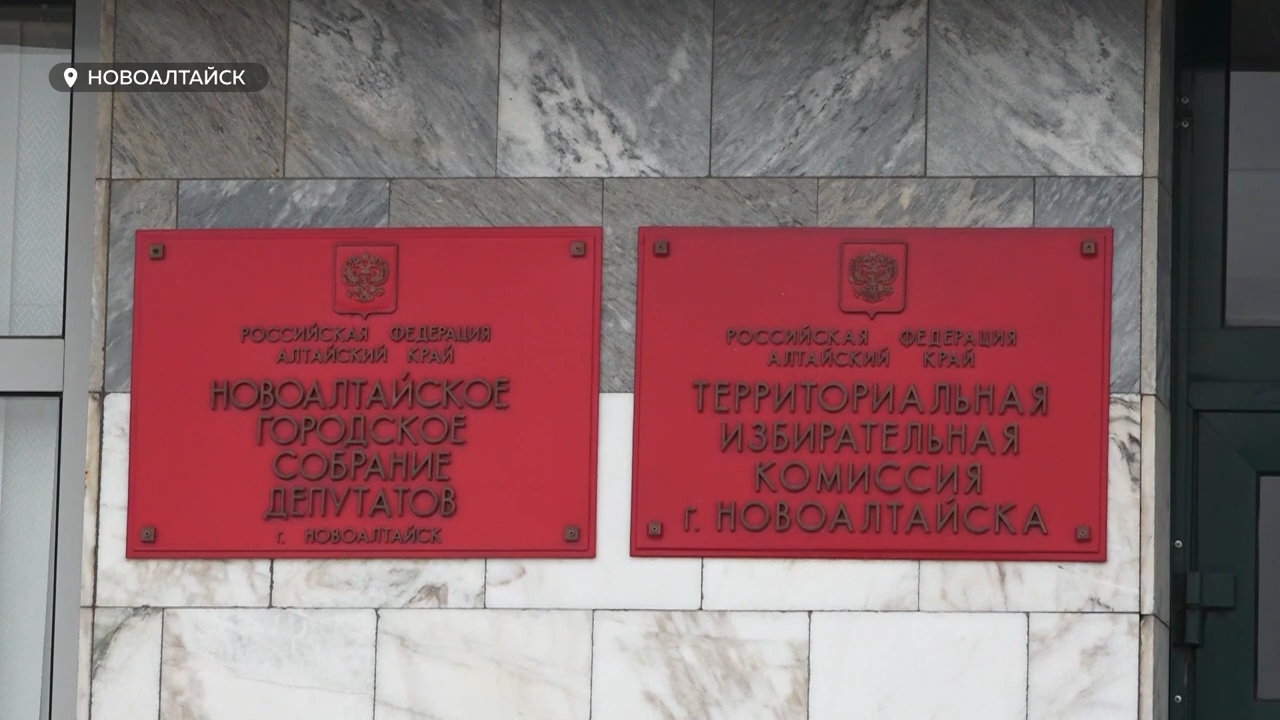 НОВОАЛТАЙСК
РОССИЙСКАЯ ФЕДЕРАЦИЯ
АЛТАЙСКИЙ КРАЙ
НОВОАЛТАЙСКОЕ
ГОРОДСКОЕ
СОБРАНИЕ
ДЕПУТАТОВ
г. НОВОАЛТАЙСК
РОССИЙСКАЯ ФЕДЕРАЦИЯ
АЛТАЙСКИЙ КРАЙ
ТЕРРИТОРИАЛЬНАЯ
ИЗБИРАТЕЛЬНАЯ
КОМИССИЯ
г. НОВОАЛТАЙСКА